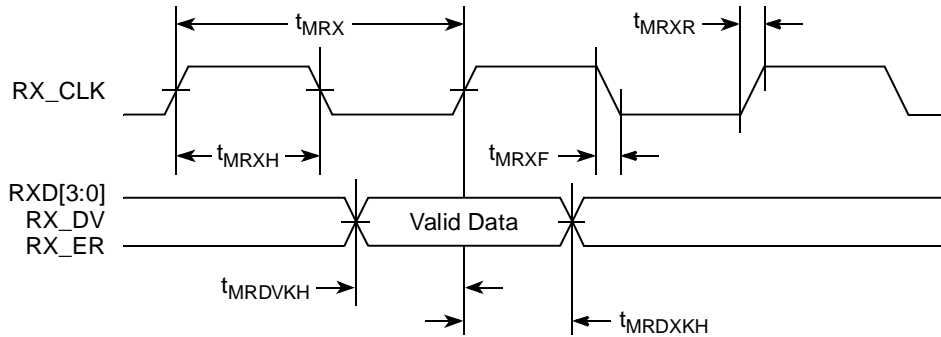 tMRX
tMRXR
RX_CLK
tMRXH
tMRXF
RXD[3:0]
RX_DV
RX_ER
Valid Data
tMRDVKH
tMRDXKH